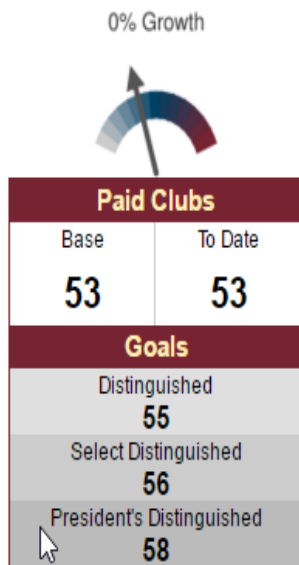 0% Growth
Paid Clubs
Base To Date
53 53
Goals
Distinguished
55
Select Distinguished
56
President's Distinguished
58